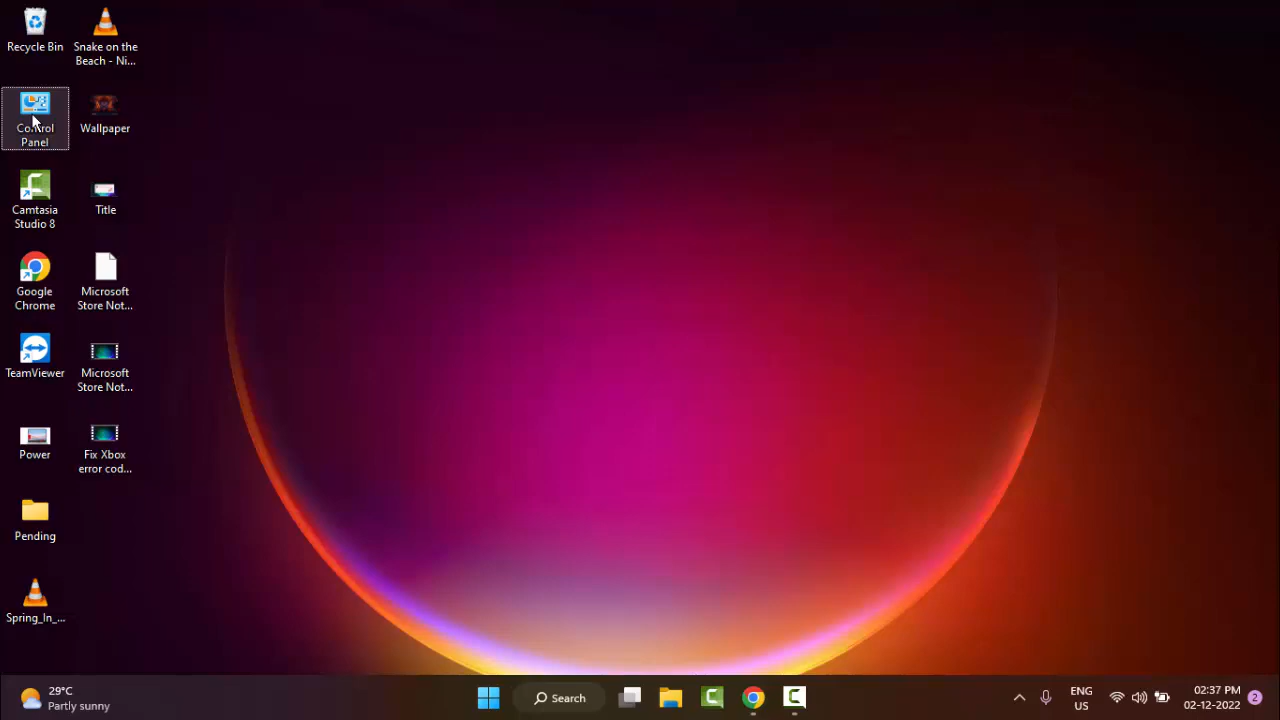 Recycle Bin
Snake on the
Beach - Ni...
Control
Panel
Wallpaper
Camtasia
Studio 8
Title
Google
Chrome
Microsoft
Store Not...
TeamViewer
Microsoft
Store Not...
Power
Fix Xbox
error cod...
Pending
Spring_In_...
29°C
Partly sunny
Search
ENG
US
02:37 PM
02-12-2022
2